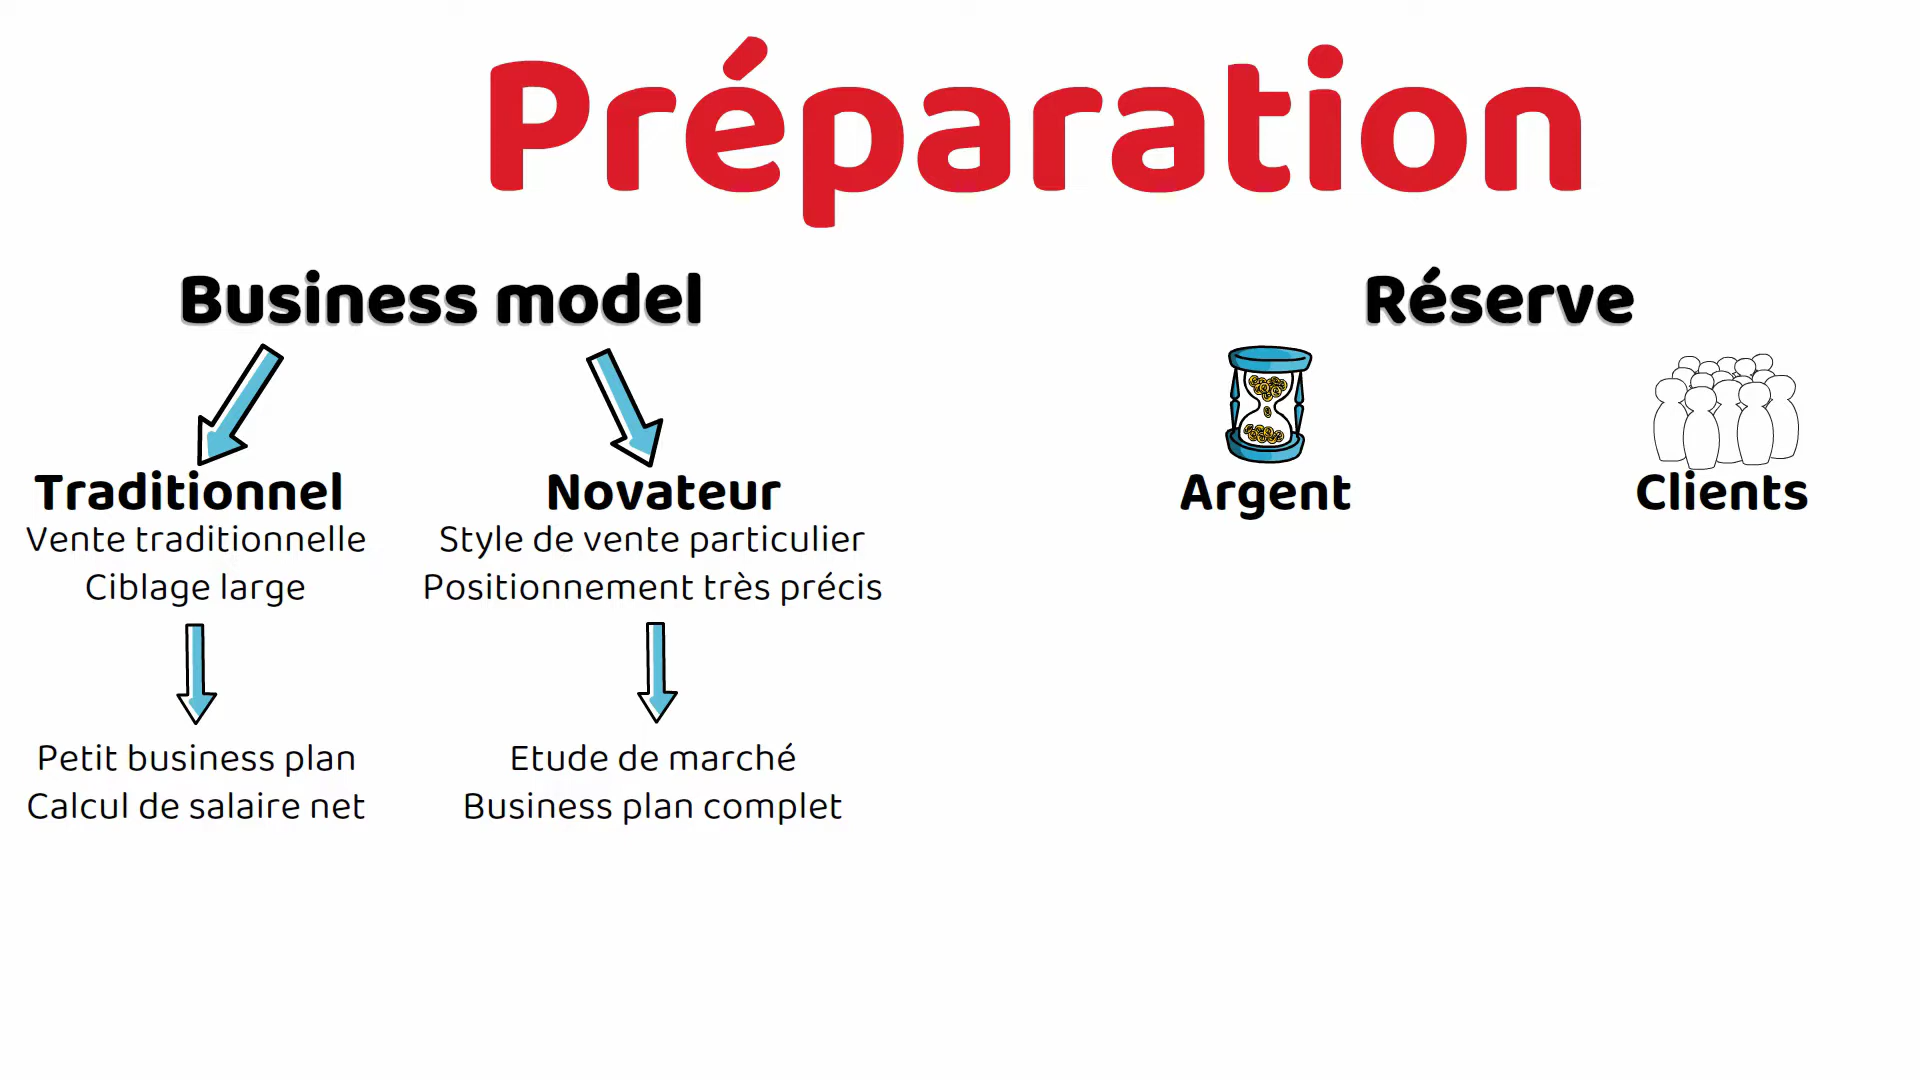 Préparation
Business model
Traditionnel
Vente traditionnelle
Ciblage large
Petit business plan
Calcul de salaire net
Novateur
Style de vente particulier
Positionnement très précis
Etude de marché
Business plan complet
Réserve
Argent
Clients